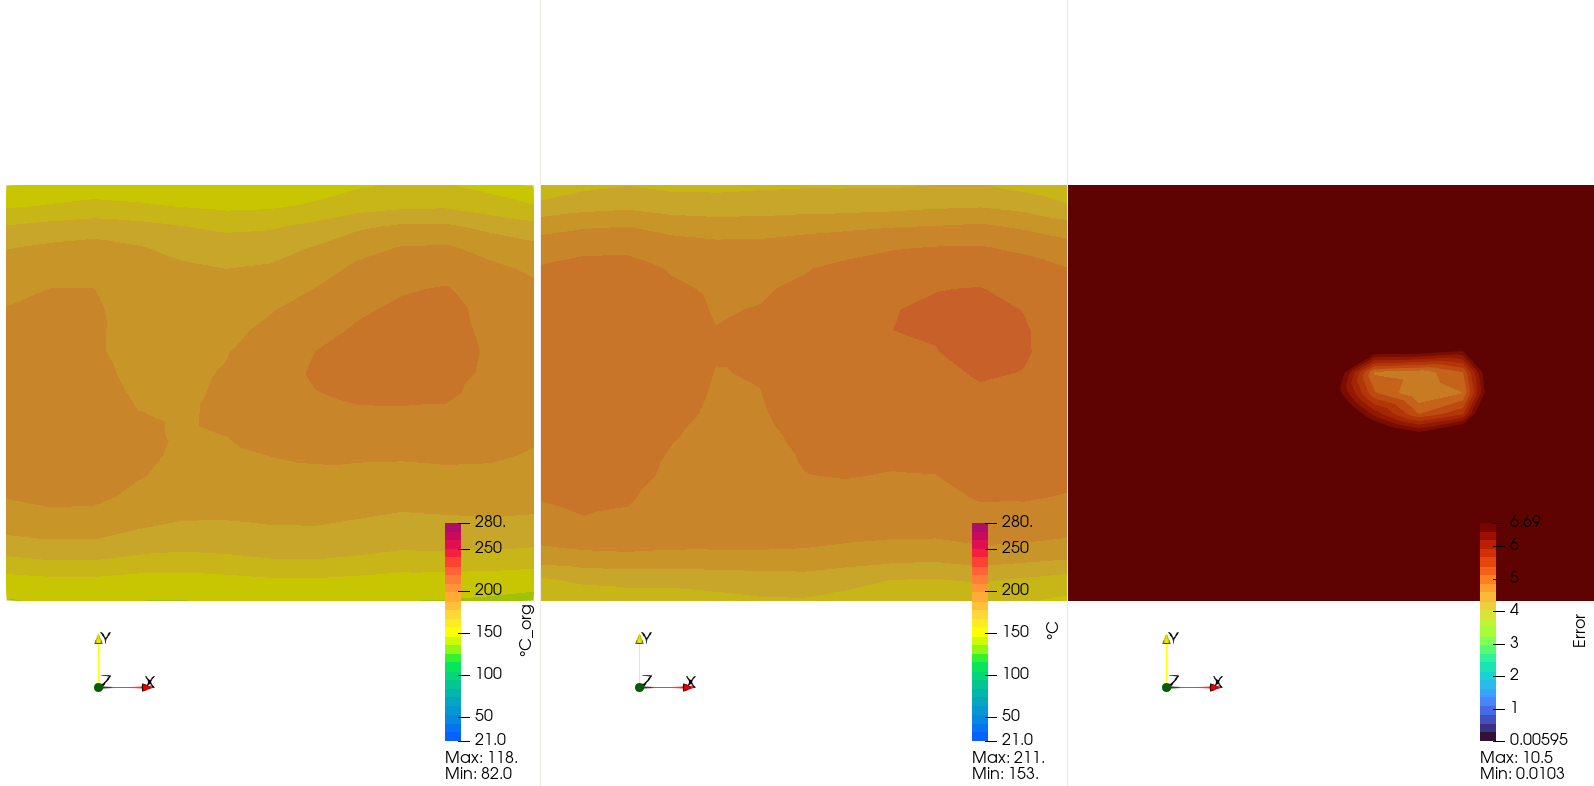 280.
250
200
150
100
50
21.0
°C_org
Max: 118.
Min: 82.0
Y
Z
X
280.
250
200
150
100
50
21.0
°C
Max: 211.
Min: 153.
Y
Z
X
6.69
6
5
4
3
2
1
0.00595
Error
Max: 10.5
Min: 0.0103
Y
Z
X